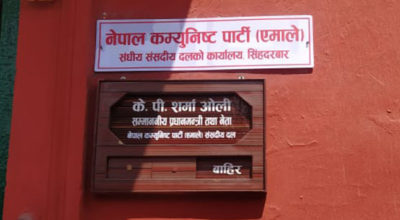 नेपाल कम्युनिष्ट पार्टी (एमाले)
संघीय संसदीय दलको कार्यालय, सिंहदरबार
के. पी. शर्मा ओली
सम्माननीय प्रधानमन्त्री तथा नेता
नेपाल कम्युनिष्ट पार्टी (एमाले) संसदीय दल
बाहिर